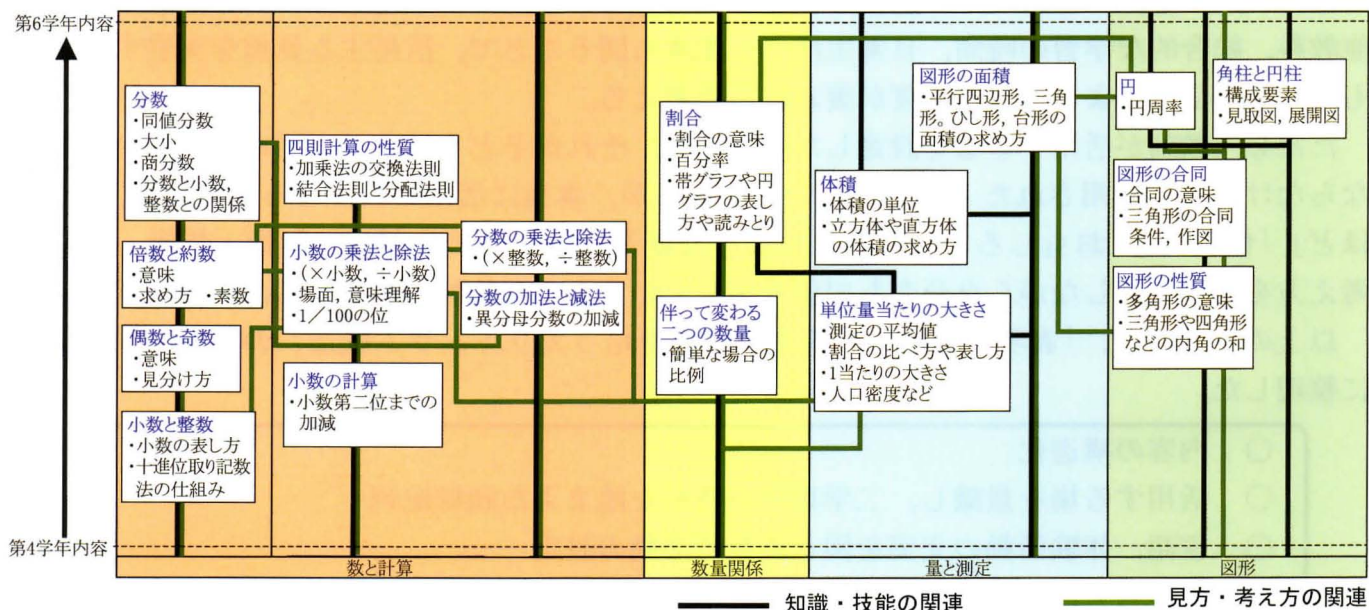 第6学年内容
第4学年内容
分数
・同値分数
・大小
・商分数
・分数と小数,
整数との関係
倍数と約数
・意味
・求め方 ・素数
偶数と奇数
・意味
・見分け方
小数と整数
・小数の表し方
・十進位取り記数
法の仕組み
四則計算の性質
・加乗法の交換法則
・結合法則と分配法則
小数の乗法と除法
・(×小数, ÷小数)
・場面, 意味理解
・1/100の位
小数の計算
・小数第二位までの
加減
分数の乗法と除法
・(×整数, ÷整数)
分数の加法と減法
・異分母分数の加減
割合
・割合の意味
・百分率
・帯グラフや円
グラフの表し
方や読みとり
伴って変わる
二つの数量
・簡単な場合の
比例
図形の面積
・平行四辺形, 三角
形。ひし形, 台形の
面積の求め方
体積
・体積の単位
・立方体や直方体
の体積の求め方
単位量当たりの大きさ
・測定の平均値
・割合の比べ方や表し方
・1当たりの大きさ
・人口密度など
円
・円周率
角柱と円柱
・構成要素
・見取図, 展開図
図形の合同
・合同の意味
・三角形の合同
条件, 作図
図形の性質
・多角形の意味
・三角形や四角形
などの内角の和
数と計算
数量関係
量と測定
図形
知識・技能の関連
見方・考え方の関連